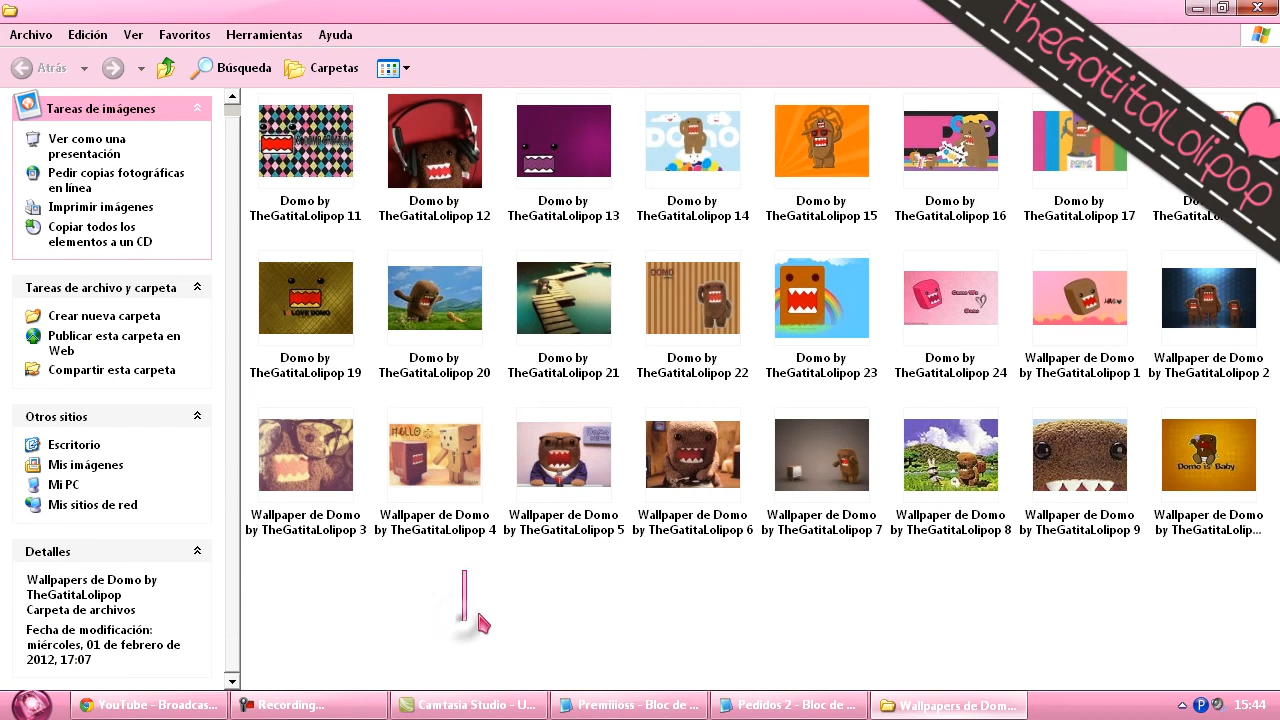 Archivo Edición Ver Favoritos Herramientas Ayuda
Atrás Búsqueda Carpetas
TheGatitaLolipop
Tareas de imágenes
Ver como una
presentación
Pedir copias fotográficas
en línea
Imprimir imágenes
Copiar todos los
elementos a un CD
Tareas de archivo y carpeta
Crear nueva carpeta
Publicar esta carpeta en
Web
Compartir esta carpeta
Otros sitios
Escritorio
Mis imágenes
Mi PC
Mis sitios de red
Detalles
Wallpapers de Domo by
TheGatitaLolipop
Carpeta de archivos
Fecha de modificación:
miércoles, 01 de febrero de
2012, 17:07
DOMO
Domo by
TheGatitaLolipop 11
Domo by
TheGatitaLolipop 12
Domo by
TheGatitaLolipop 13
Domo by
TheGatitaLolipop 14
Domo by
TheGatitaLolipop 15
Domo by
TheGatitaLolipop 16
Domo by
TheGatitaLolipop 17
I LOVE DOMO
DOMO
Domo by
TheGatitaLolipop 19
Domo by
TheGatitaLolipop 20
Domo by
TheGatitaLolipop 21
Domo by
TheGatitaLolipop 22
Domo by
TheGatitaLolipop 23
Domo by
TheGatitaLolipop 24
Wallpaper de Domo
by TheGatitaLolipop 1
Wallpaper de Domo
by TheGatitaLolipop 2
HELLO
Domo is Baby
Wallpaper de Domo
by TheGatitaLolipop 3
Wallpaper de Domo
by TheGatitaLolipop 4
Wallpaper de Domo
by TheGatitaLolipop 5
Wallpaper de Domo
by TheGatitaLolipop 6
Wallpaper de Domo
by TheGatitaLolipop 7
Wallpaper de Domo
by TheGatitaLolipop 8
Wallpaper de Domo
by TheGatitaLolipop 9
Wallpaper de Domo
by TheGatitaLolip...
YouTube - Broadcas... Recording... Camtasia Studio - U... Premiiioss - Bloc de ... Pedidos 2 - Bloc de ... Wallpapers de Dom... 15:44